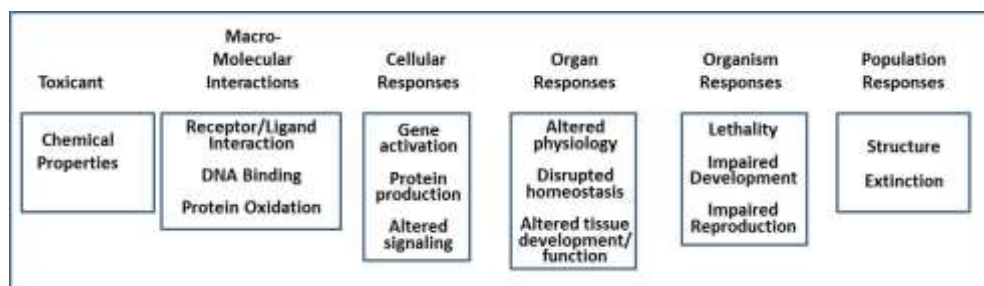 Toxicant
Macro-
Molecular
Interactions
Cellular
Responses
Organ
Responses
Organism
Responses
Population
Responses
Chemical
Properties
Receptor/Ligand
Interaction
DNA Binding
Protein Oxidation
Gene
activation
Protein
production
Altered
signaling
Altered
physiology
Disrupted
homeostasis
Altered tissue
development/
function
Lethality
Impaired
Development
Impaired
Reproduction
Structure
Extinction